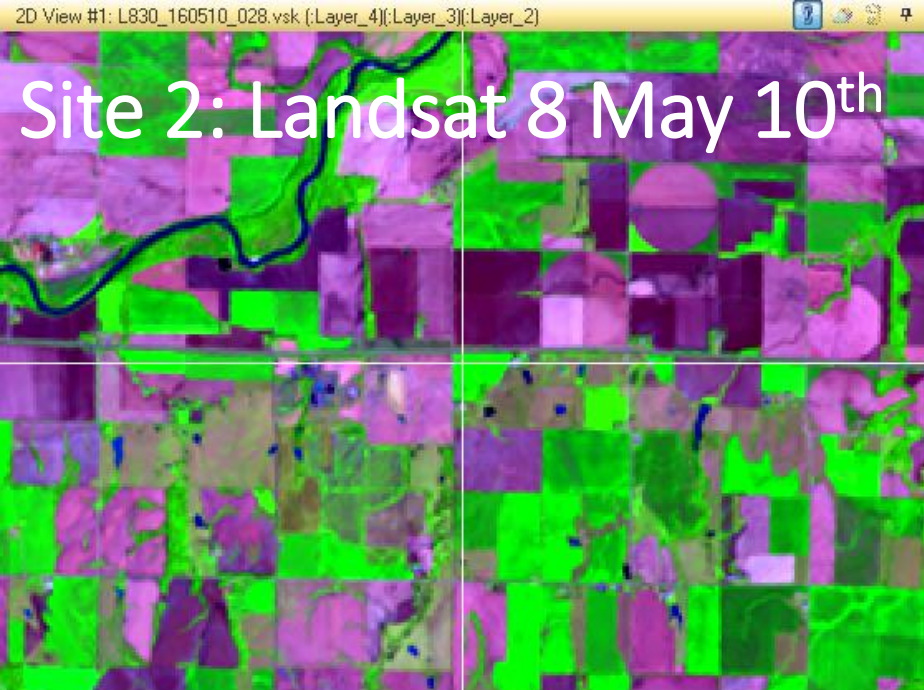 2D View #1: L830_160510_028.vsk (:Layer_4)(:Layer_3)(:Layer_2)
Site 2: Landsat 8 May 10th